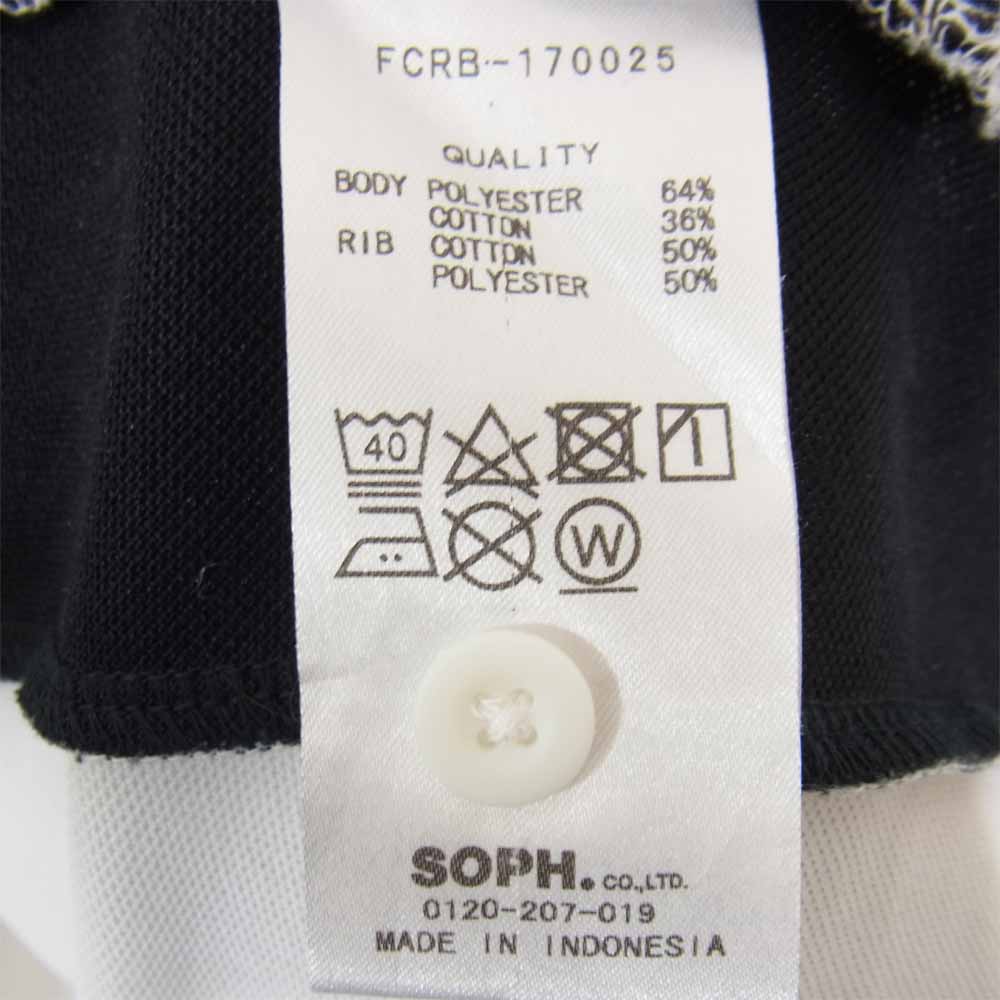 FCRB-170025
QUALITY
BODY POLYESTER 64%
COTTON 36%
RIB COTTON 50%
POLYESTER 50%
40
W
SOPH. CO.,LTD.
0120-207-019
MADE IN INDONESIA